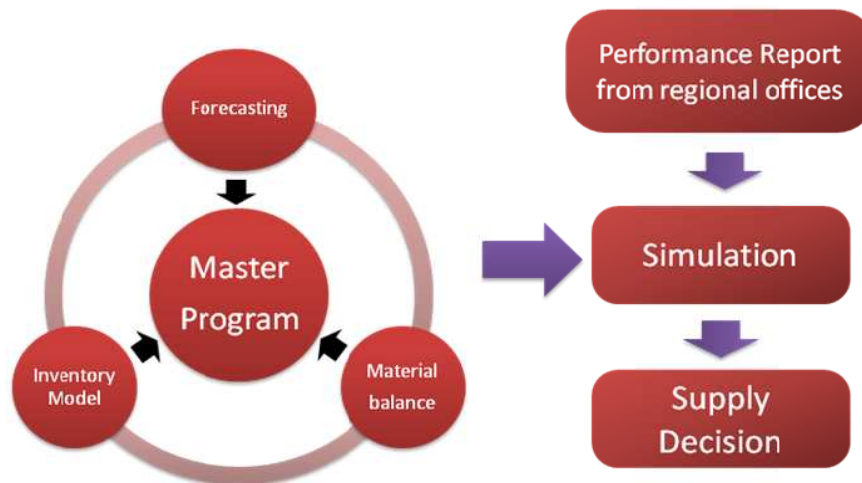 Forecasting
Master
Program
Inventory
Model
Material
balance
Performance Report
from regional offices
Simulation
Supply
Decision